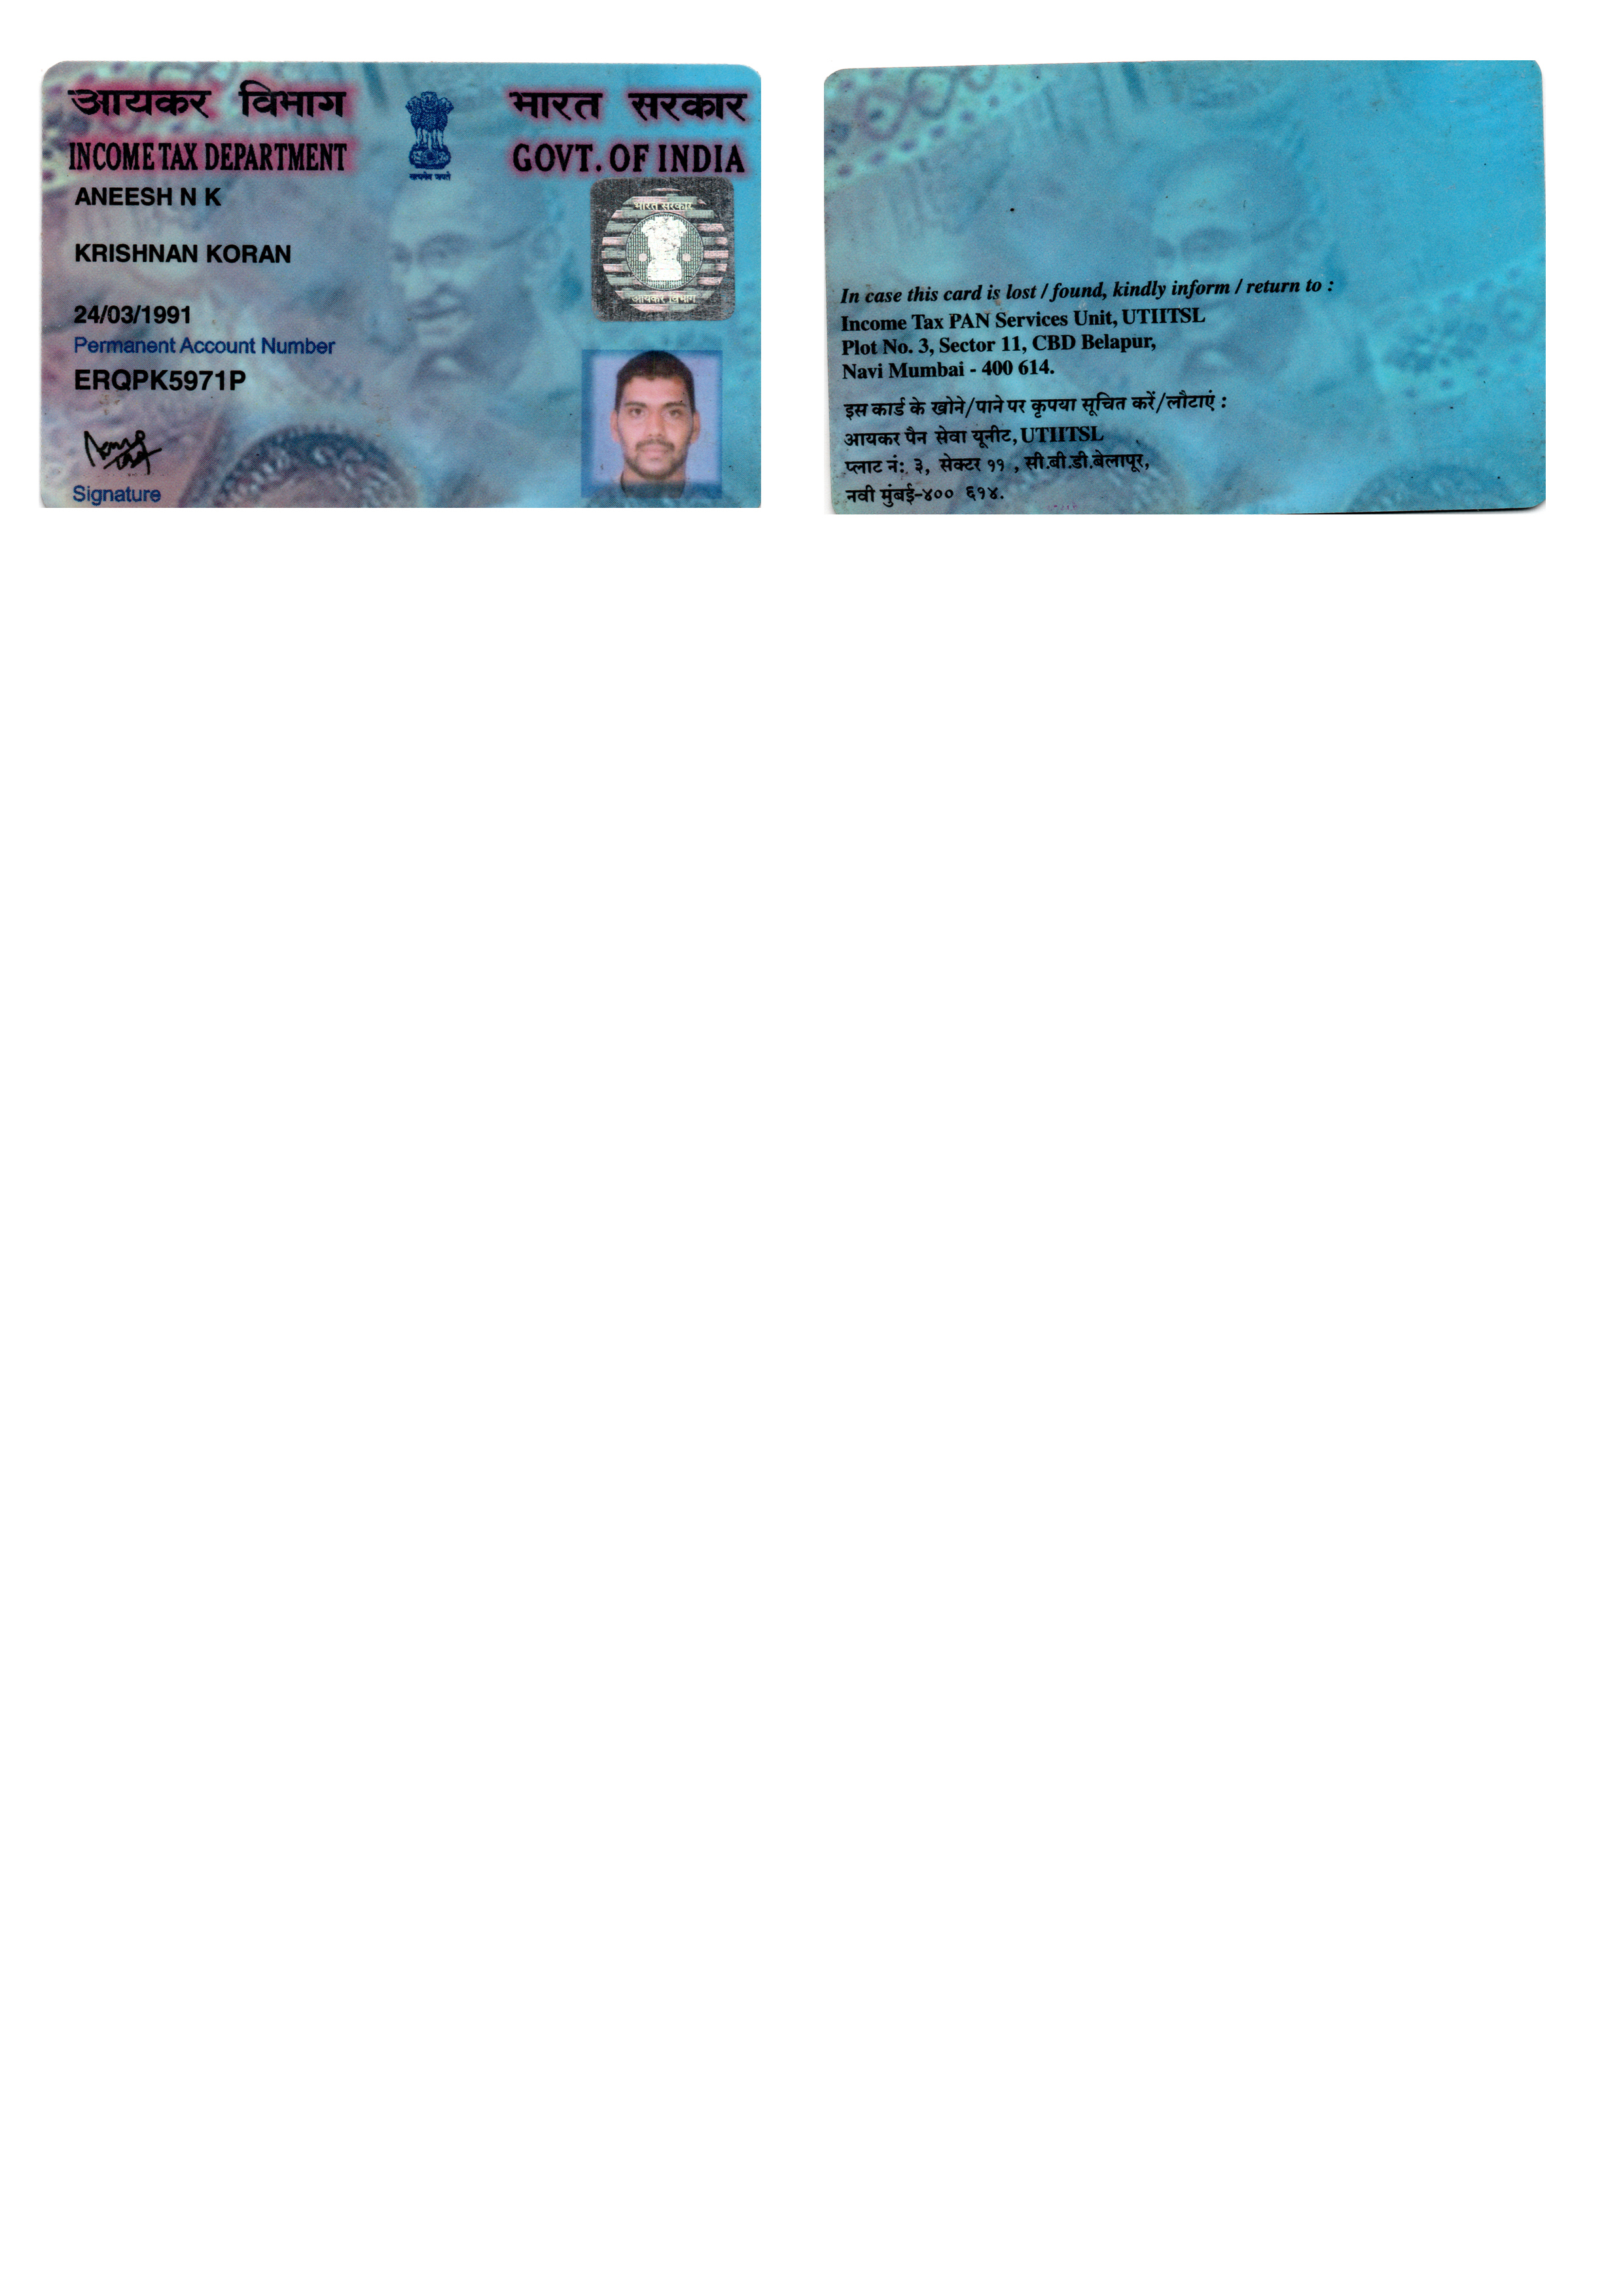 आयकर विभाग
INCOME TAX DEPARTMENT
सत्यमेव जयते
भारत सरकार
GOVT. OF INDIA
ANEESH N K
KRISHNAN KORAN
24/03/1991
Permanent Account Number
ERQPK5971P
Signature
भारत सरकार
आयकर विभाग
In case this card is lost / found, kindly inform / return to :
Income Tax PAN Services Unit, UTIITSL
Plot No. 3, Sector 11, CBD Belapur,
Navi Mumbai - 400 614.
इस कार्ड के खोने/पाने पर कृपया सूचित करें/लौटाएं :
आयकर पैन सेवा यूनीट, UTIITSL
प्लाट नं: ३, सेक्टर ११ , सी.बी.डी.बेलापूर,
नवी मुंबई-४०० ६१४.